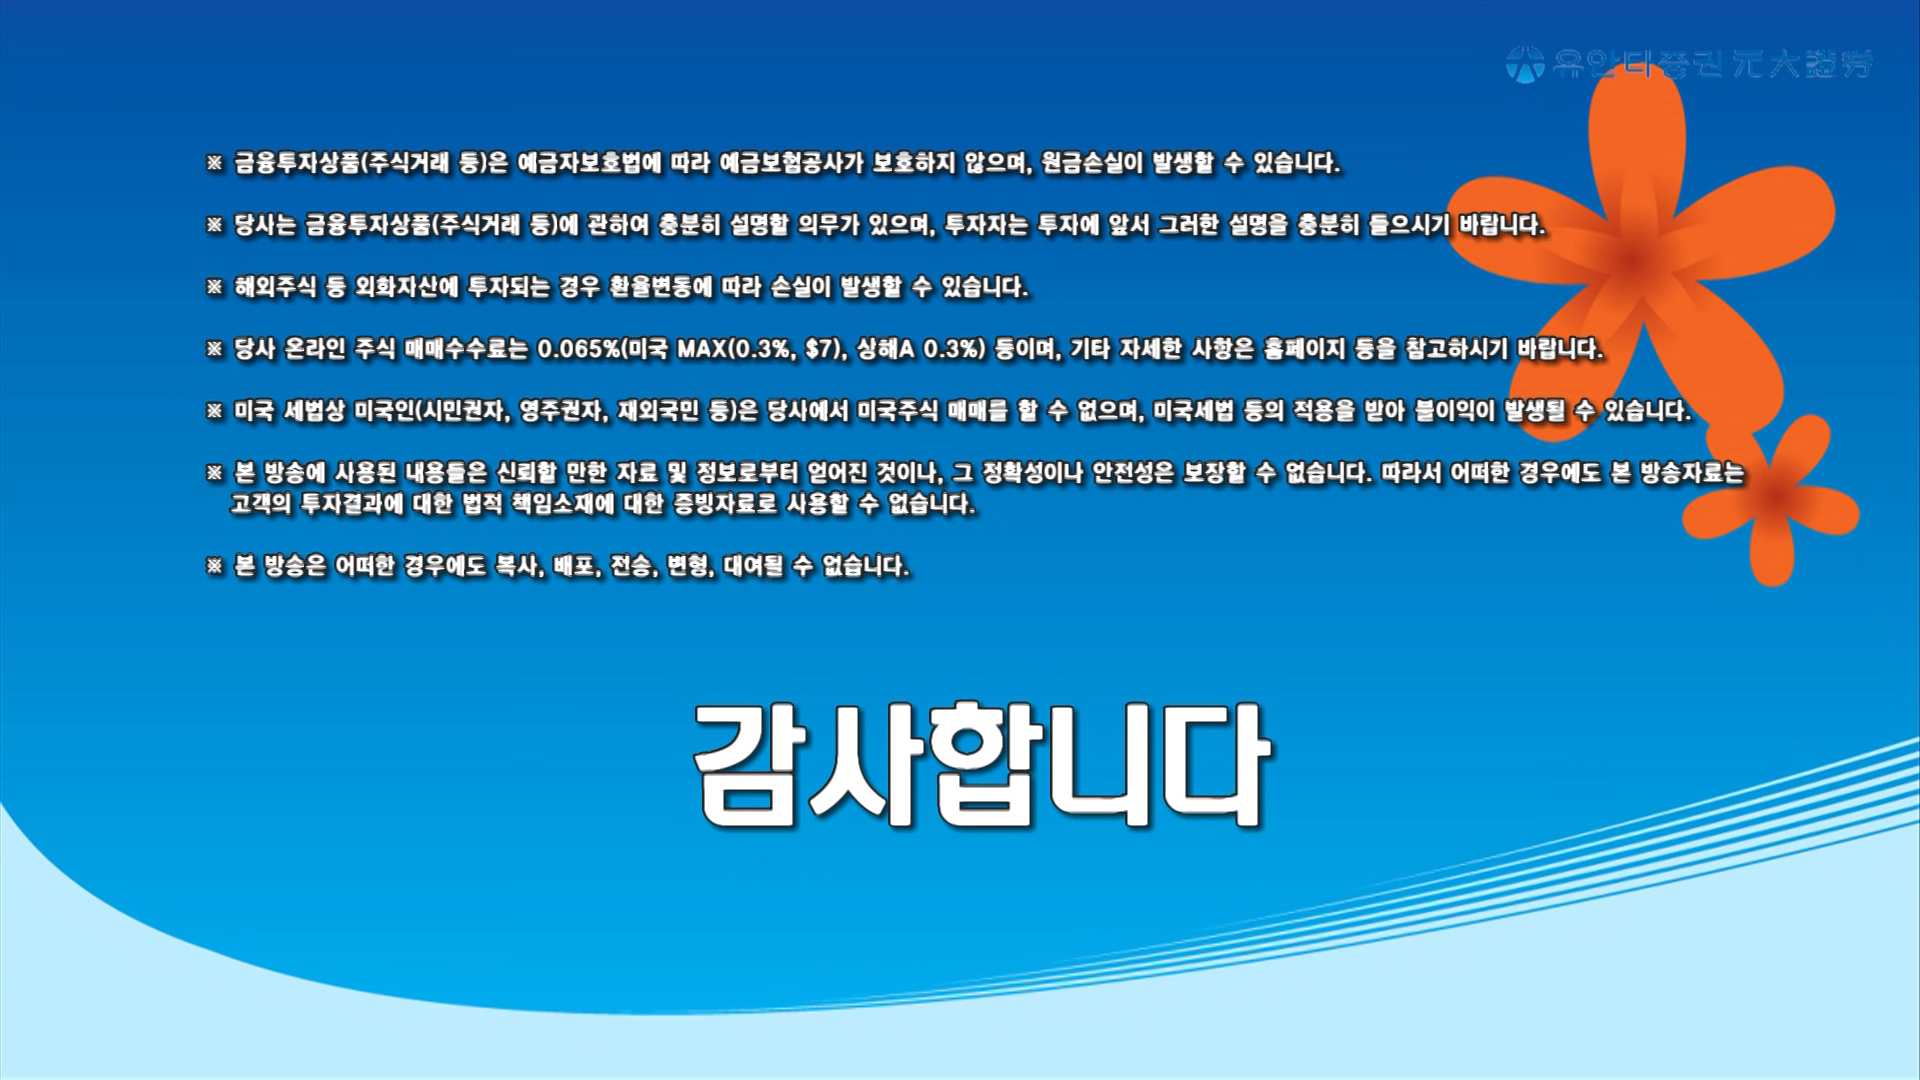 유안타증권 元大證券
※ 금융투자상품(주식거래 등)은 예금자보호법에 따라 예금보험공사가 보호하지 않으며, 원금손실이 발생할 수 있습니다.
※ 당사는 금융투자상품(주식거래 등)에 관하여 충분히 설명할 의무가 있으며, 투자자는 투자에 앞서 그러한 설명을 충분히 들으시기 바랍니다.
※ 해외주식 등 외화자산에 투자되는 경우 환율변동에 따라 손실이 발생할 수 있습니다.
※ 당사 온라인 주식 매매수수료는 0.065%(미국 MAX(0.3%, $7), 상해A 0.3%) 등이며, 기타 자세한 사항은 홈페이지 등을 참고하시기 바랍니다.
※ 미국 세법상 미국인(시민권자, 영주권자, 재외국민 등)은 당사에서 미국주식 매매를 할 수 없으며, 미국세법 등의 적용을 받아 불이익이 발생될 수 있습니다.
※ 본 방송에 사용된 내용들은 신뢰할 만한 자료 및 정보로부터 얻어진 것이나, 그 정확성이나 안전성은 보장할 수 없습니다. 따라서 어떠한 경우에도 본 방송자료는
고객의 투자결과에 대한 법적 책임소재에 대한 증빙자료로 사용할 수 없습니다.
※ 본 방송은 어떠한 경우에도 복사, 배포, 전송, 변형, 대여될 수 없습니다.
감사합니다